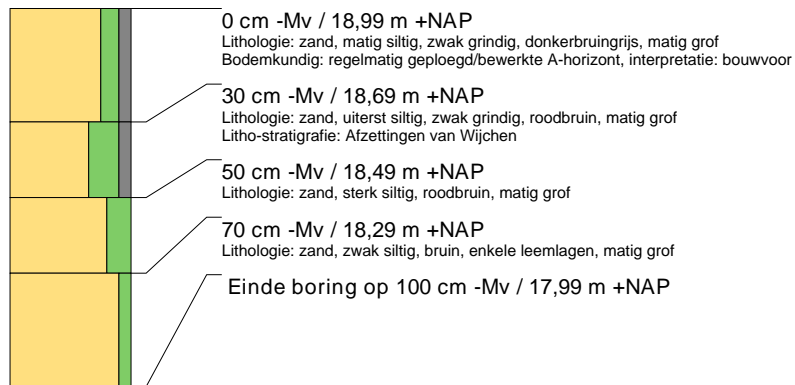 0 cm -Mv / 18,99 m +NAP
Lithologie: zand, matig siltig, zwak grindig, donkerbruingrijs, matig grof
Bodemkundig: regelmatig geploegd/bewerkte A-horizont, interpretatie: bouwvoor
30 cm -Mv / 18,69 m +NAP
Lithologie: zand, uiterst siltig, zwak grindig, roodbruin, matig grof
Litho-stratigrafie: Afzettingen van Wijchen
50 cm -Mv / 18,49 m +NAP
Lithologie: zand, sterk siltig, roodbruin, matig grof
70 cm -Mv / 18,29 m +NAP
Lithologie: zand, zwak siltig, bruin, enkele leemlagen, matig grof
Einde boring op 100 cm -Mv / 17,99 m +NAP